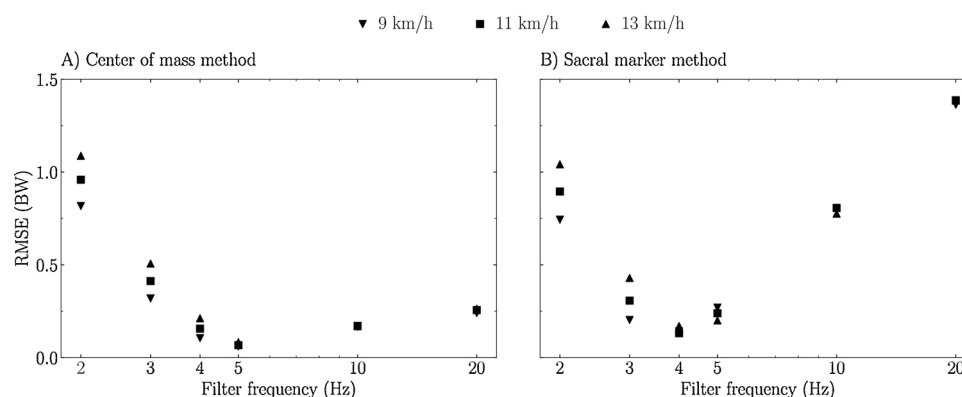 9 km/h 11 km/h 13 km/h
A) Center of mass method
B) Sacral marker method
1.5
1.0
0.5
0.0
RMSE (BW)
2 3 4 5 10 20
2 3 4 5 10 20
Filter frequency (Hz)
Filter frequency (Hz)